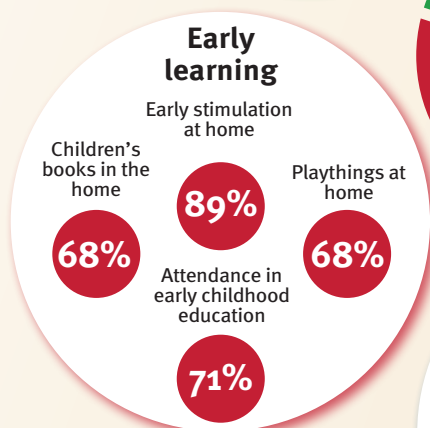 Early
learning
Early stimulation
at home
89%
Children’s
books in the
home
68%
Playthings at
home
68%
Attendance in
early childhood
education
71%